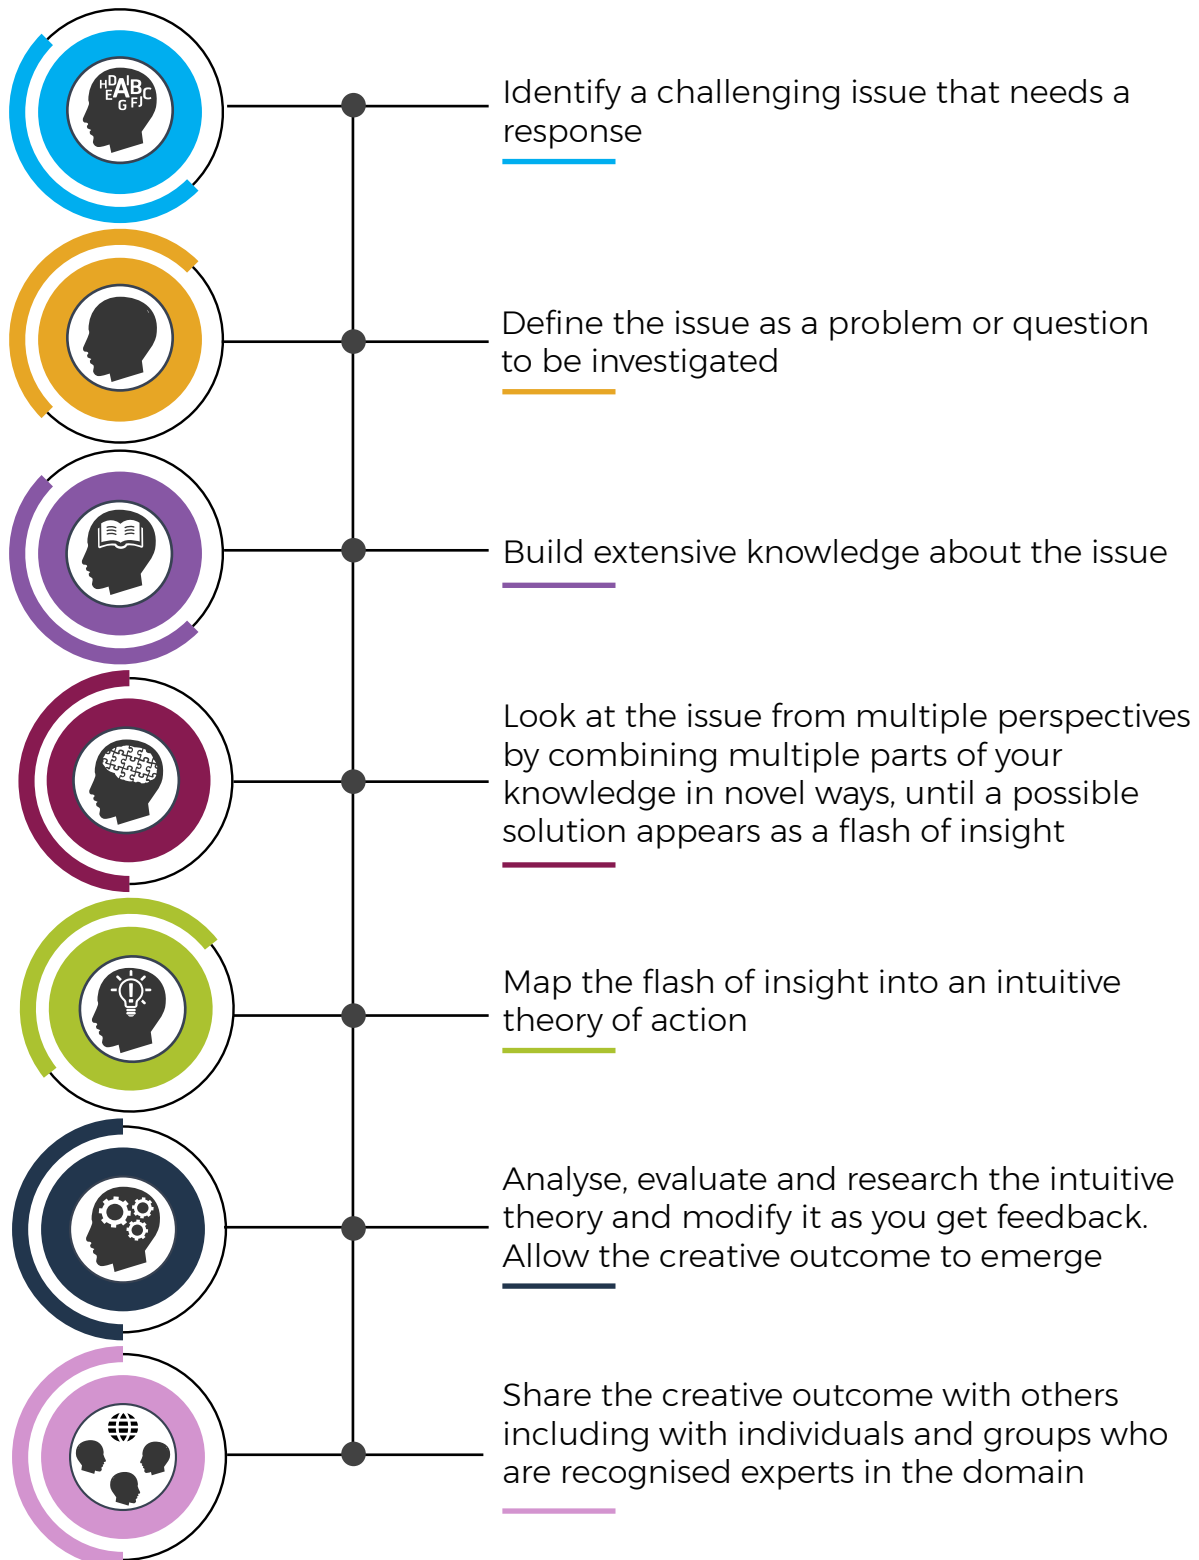 HDAIBC
EGFJ
Identify a challenging issue that needs a
response
Define the issue as a problem or question
to be investigated
Build extensive knowledge about the issue
Look at the issue from multiple perspectives
by combining multiple parts of your
knowledge in novel ways, until a possible
solution appears as a flash of insight
Map the flash of insight into an intuitive
theory of action
Analyse, evaluate and research the intuitive
theory and modify it as you get feedback.
Allow the creative outcome to emerge
Share the creative outcome with others
including with individuals and groups who
are recognised experts in the domain